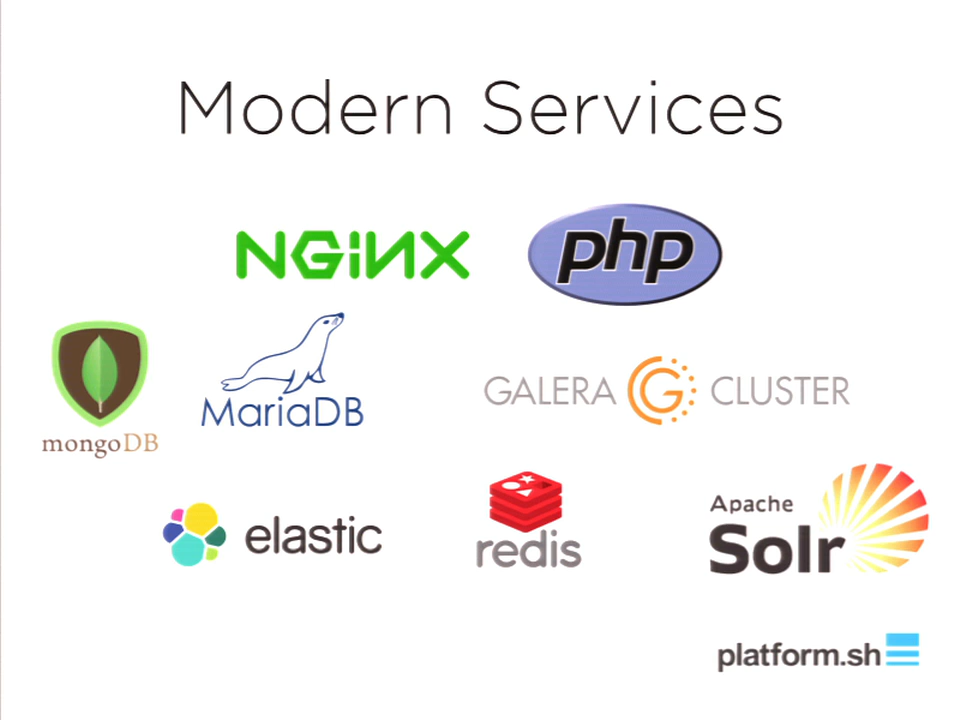 Modern Services
NGiNX
php
mongoDB
MariaDB
GALERA G CLUSTER
elastic
redis
Apache
Solr
platform.sh